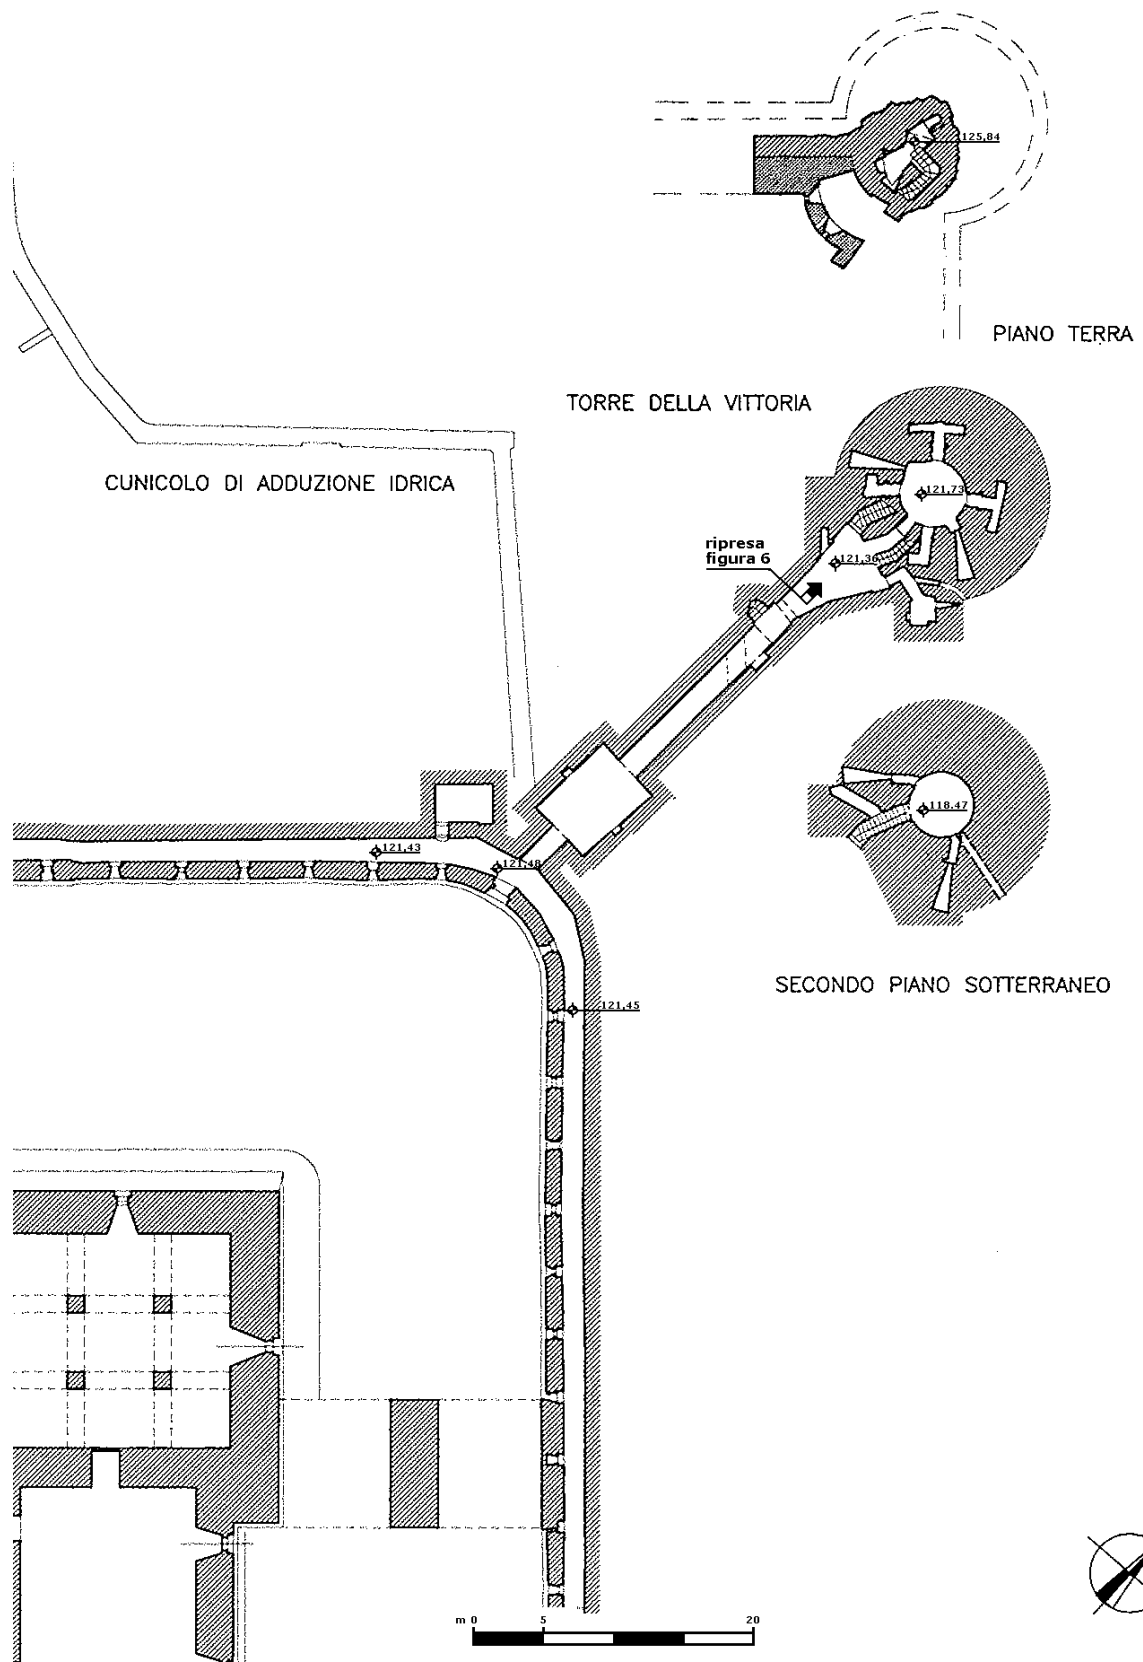 125,84
PIANO TERRA
TORRE DELLA VITTORIA
CUNICOLO DI ADDUZIONE IDRICA
121,73
ripresa
figura 6
121,36
118,47
121,43
121,48
SECONDO PIANO SOTTERRANEO
121,45
m 0 5 20